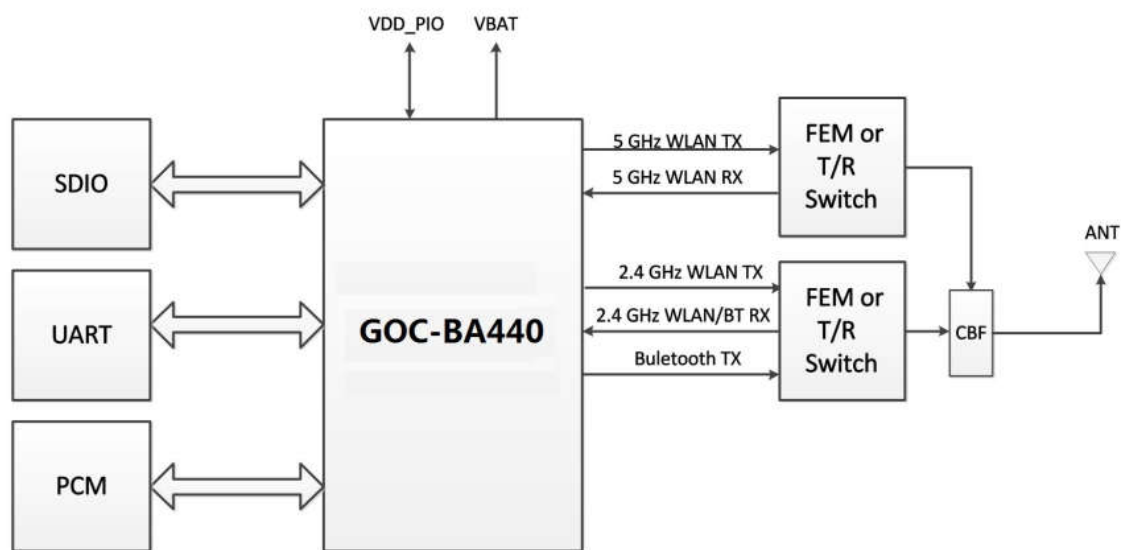 VDD_PIO
VBAT
SDIO
UART
PCM
GOC-BA440
5 GHz WLAN TX
5 GHz WLAN RX
2.4 GHz WLAN TX
2.4 GHz WLAN/BT RX
Buletooth TX
FEM or
T/R
Switch
FEM or
T/R
Switch
CBF
ANT